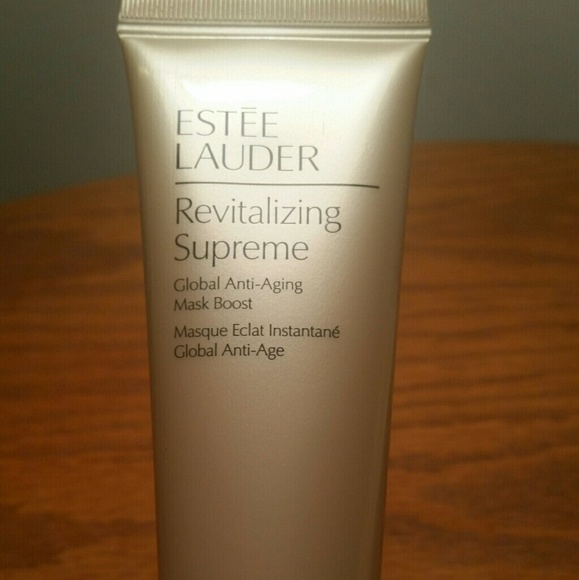 ESTĒE
LAUDER
Revitalizing
Supreme
Global Anti-Aging
Mask Boost
Masque Eclat Instantané
Global Anti-Age